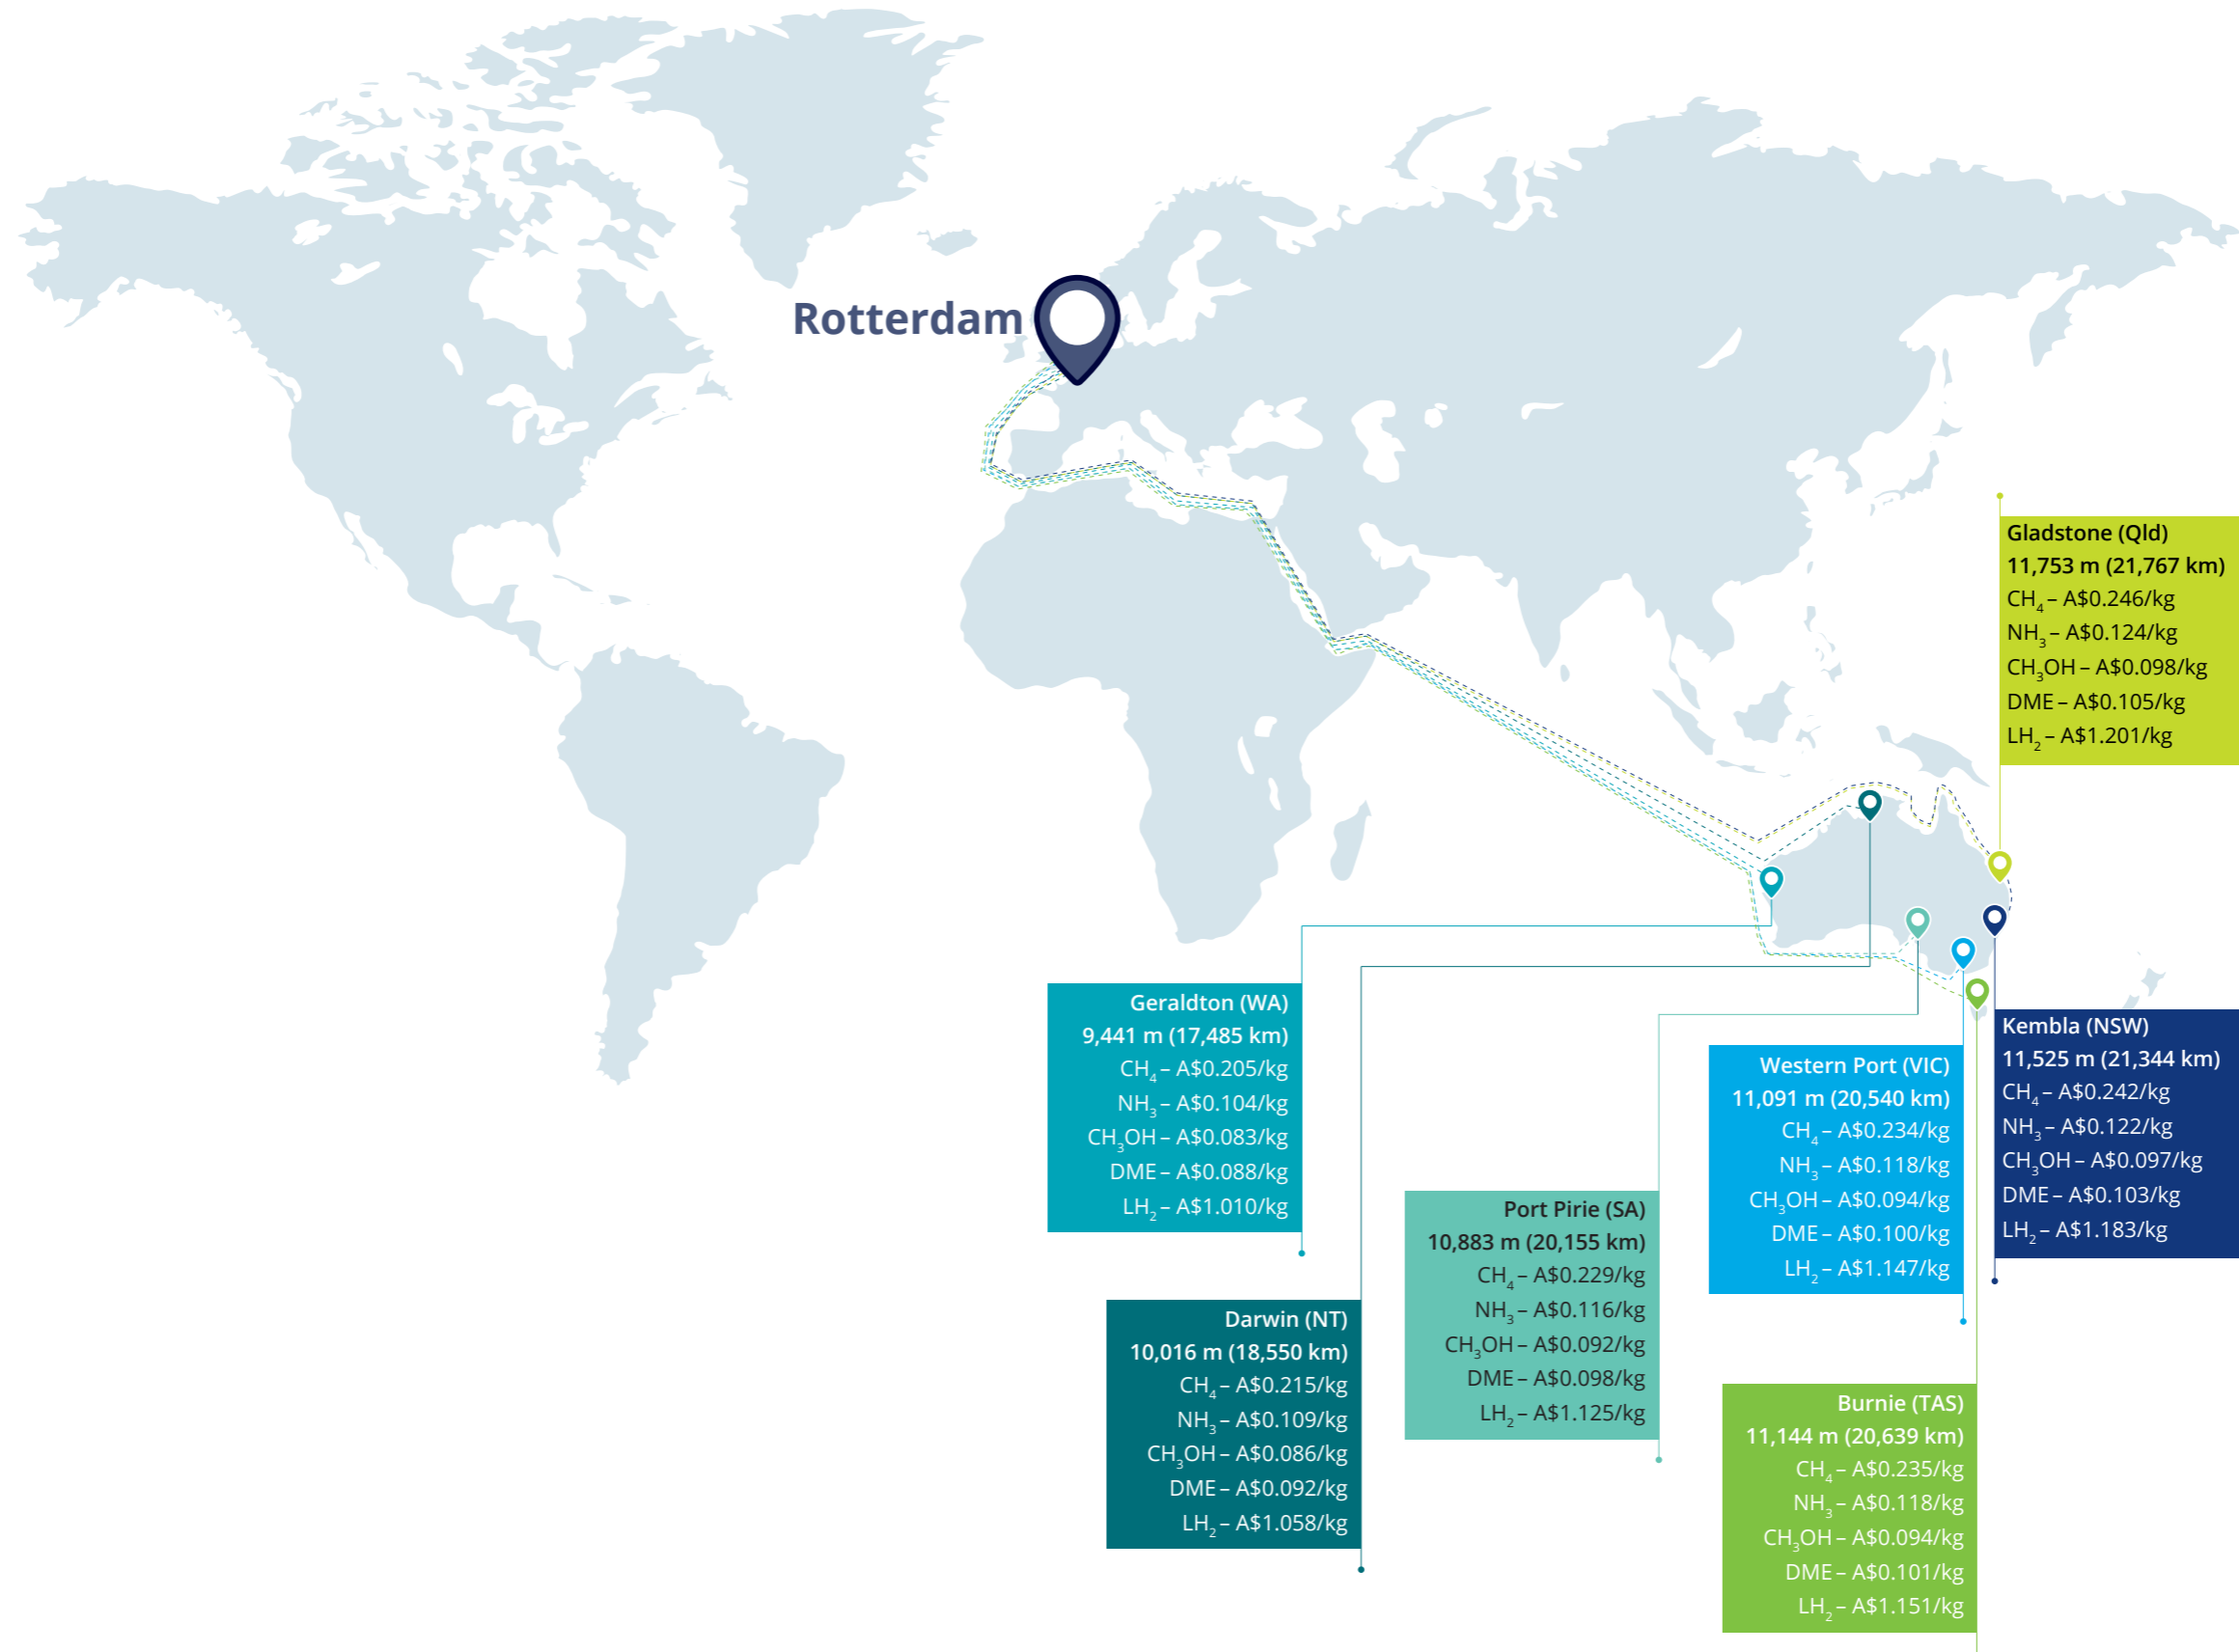 Rotterdam
Gladstone (Qld)
11,753 m (21,767 km)
CH₄ – A$0.246/kg
NH₃ – A$0.124/kg
CH₃OH – A$0.098/kg
DME – A$0.105/kg
LH₂ – A$1.201/kg
Geraldton (WA)
9,441 m (17,485 km)
CH₄ – A$0.205/kg
NH₃ – A$0.104/kg
CH₃OH – A$0.083/kg
DME – A$0.088/kg
LH₂ – A$1.010/kg
Kembla (NSW)
11,525 m (21,344 km)
CH₄ – A$0.242/kg
NH₃ – A$0.122/kg
CH₃OH – A$0.097/kg
DME – A$0.103/kg
LH₂ – A$1.183/kg
Western Port (VIC)
11,091 m (20,540 km)
CH₄ – A$0.234/kg
NH₃ – A$0.118/kg
CH₃OH – A$0.094/kg
DME – A$0.100/kg
LH₂ – A$1.147/kg
Port Pirie (SA)
10,883 m (20,155 km)
CH₄ – A$0.229/kg
NH₃ – A$0.116/kg
CH₃OH – A$0.092/kg
DME – A$0.098/kg
LH₂ – A$1.125/kg
Darwin (NT)
10,016 m (18,550 km)
CH₄ – A$0.215/kg
NH₃ – A$0.109/kg
CH₃OH – A$0.086/kg
DME – A$0.092/kg
LH₂ – A$1.058/kg
Burnie (TAS)
11,144 m (20,639 km)
CH₄ – A$0.235/kg
NH₃ – A$0.118/kg
CH₃OH – A$0.094/kg
DME – A$0.101/kg
LH₂ – A$1.151/kg